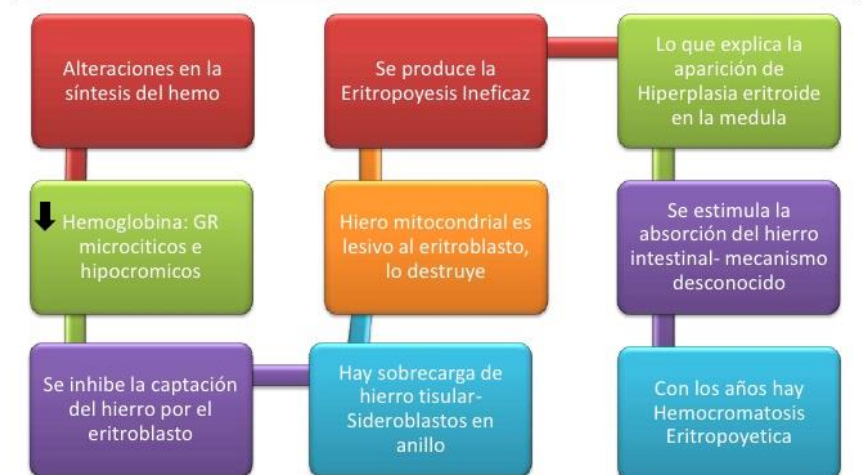 Alteraciones en la
síntesis del hemo
Hemoglobina: GR
microciticos e
hipocromicos
Se inhibe la captación
del hierro por el
eritroblasto
Hay sobrecarga de
hierro tisular-
Sideroblastos en
anillo
Hiero mitocondrial es
lesivo al eritroblasto,
lo destruye
Se produce la
Eritropoyesis Ineficaz
Lo que explica la
aparición de
Hiperplasia eritroide
en la medula
Se estimula la
absorción del hierro
intestinal- mecanismo
desconocido
Con los años hay
Hemocromatosis
Eritropoyetica